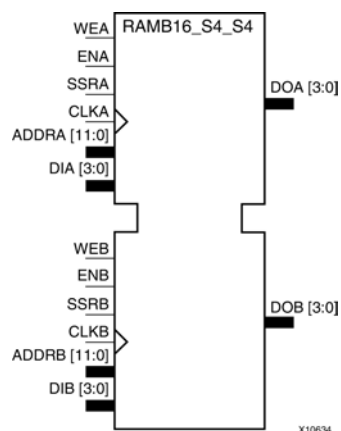 RAMB16_S4_S4
WEA
ENA
SSRA
CLKA
ADDRA [11:0]
DIA [3:0]
DOA [3:0]
WEB
ENB
SSRB
CLKB
ADDRB [11:0]
DIB [3:0]
DOB [3:0]
X10634